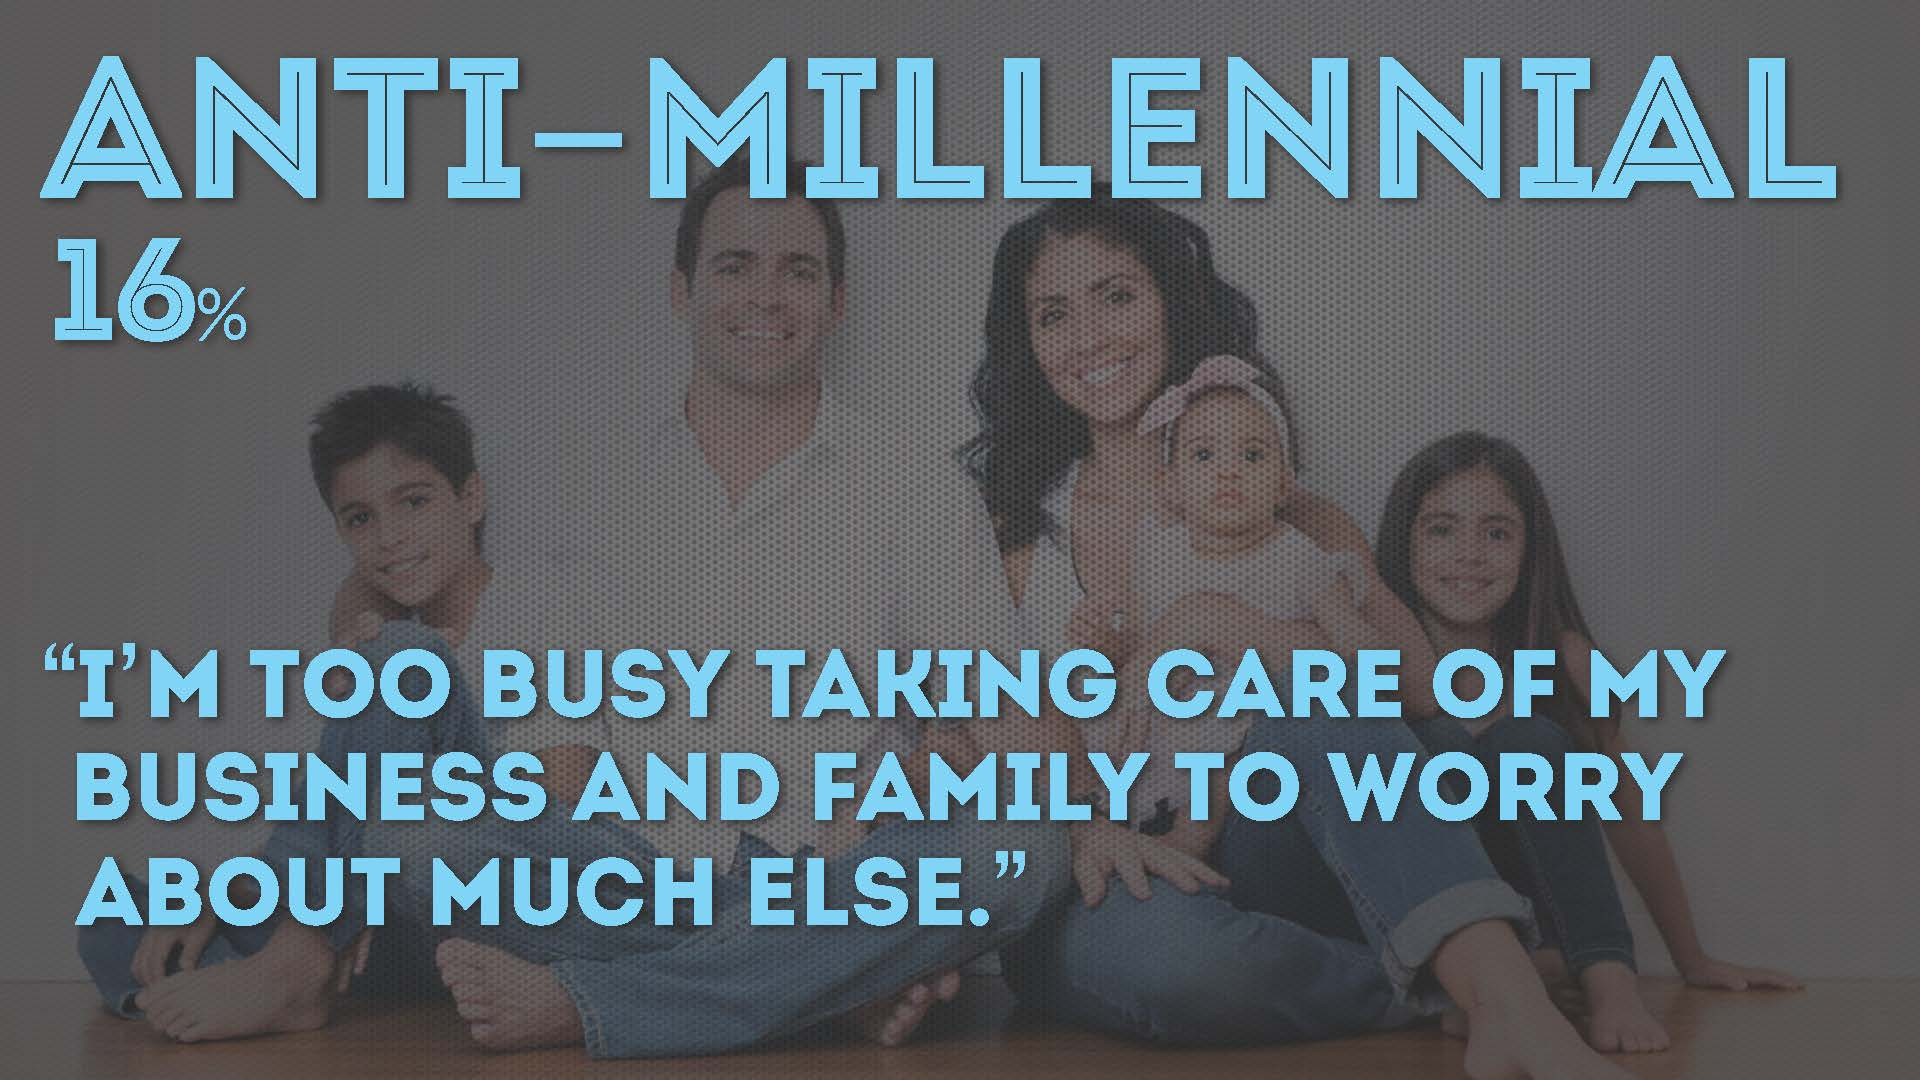 ANTI–MILLENNIAL
16%
“I’M TOO BUSY TAKING CARE OF MY
BUSINESS AND FAMILY TO WORRY
ABOUT MUCH ELSE.”